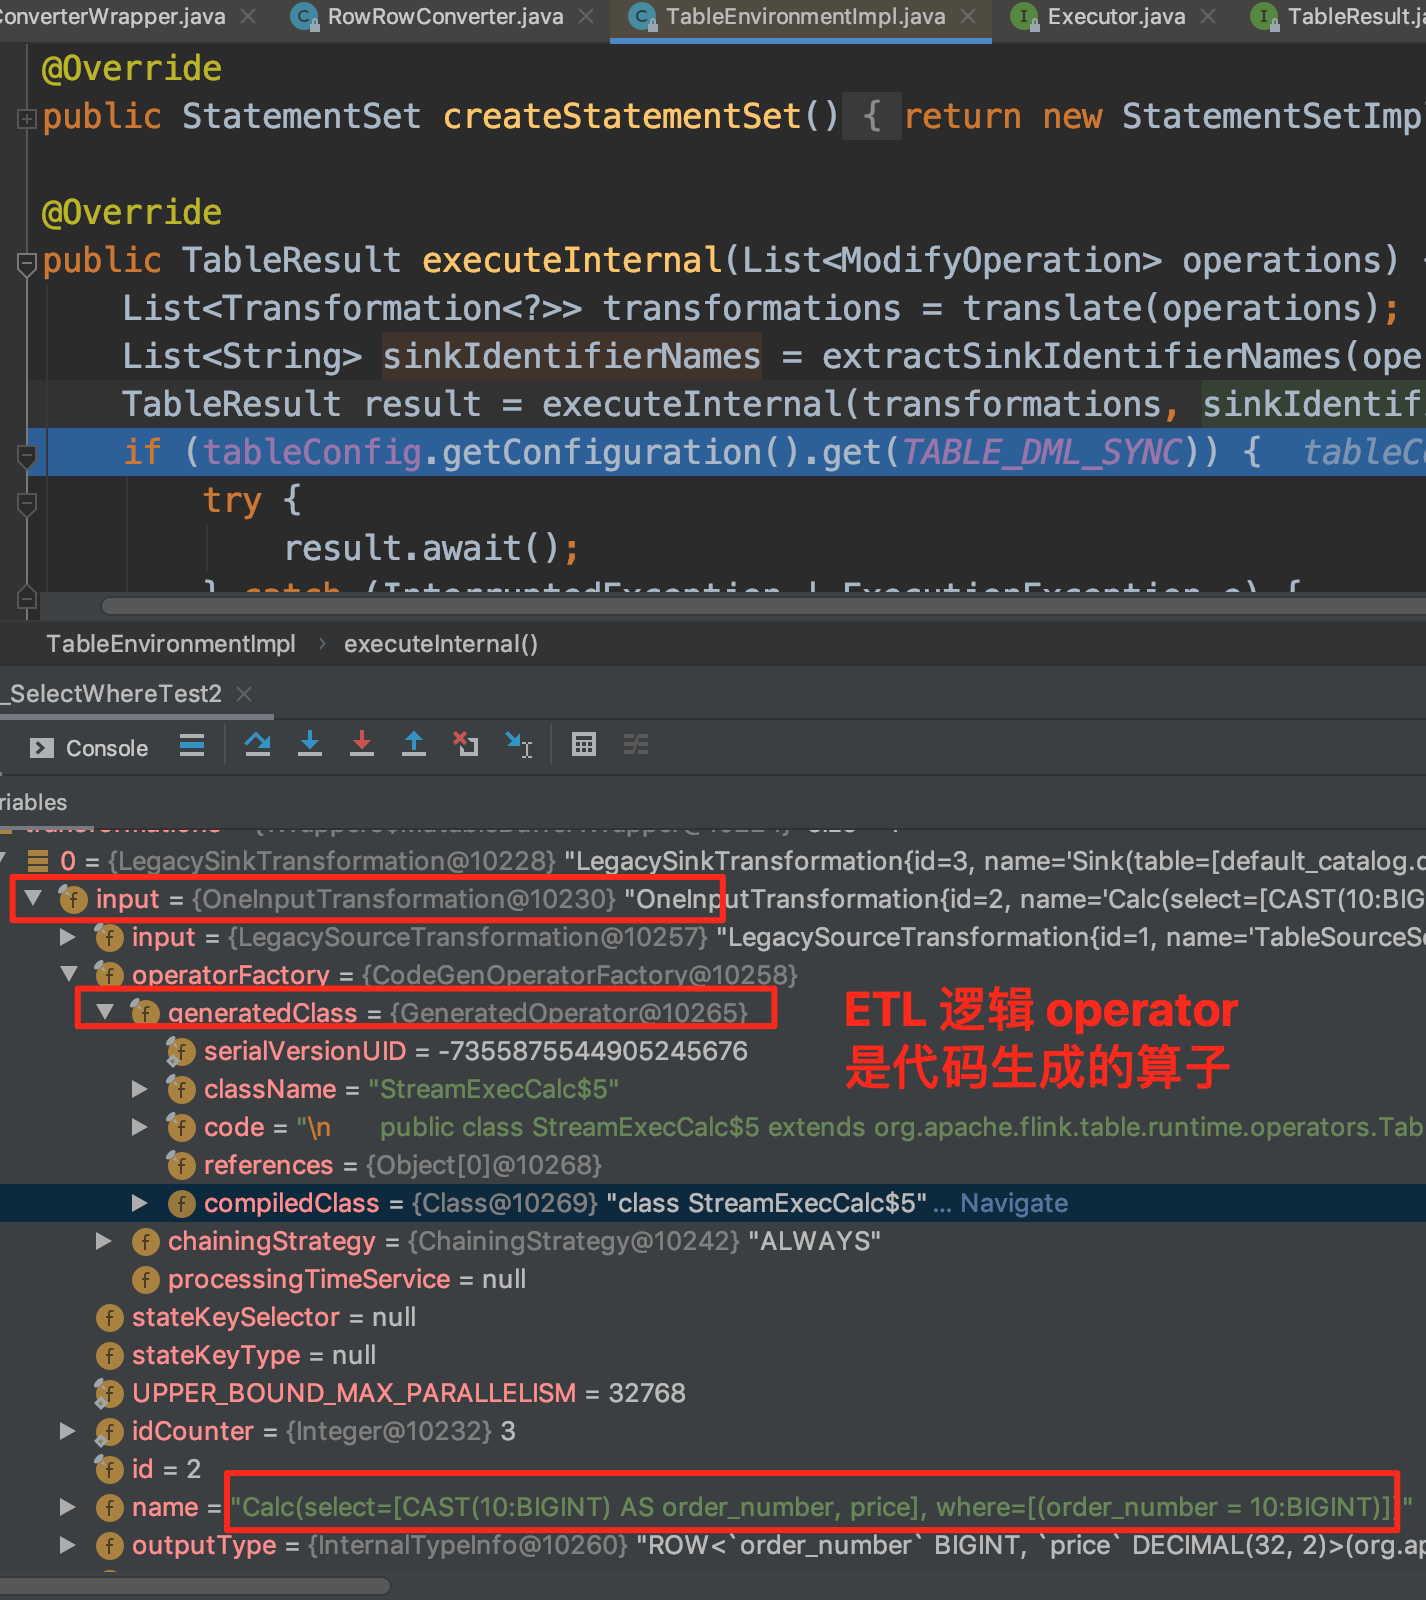 ConverterWrapper.java
RowRowConverter.java
TableEnvironmentImpl.java
Executor.java
TableResult.j
@Override
public StatementSet createStatementSet() { return new StatementSetImp
@Override
public TableResult executeInternal(List<ModifyOperation> operations) {
List<Transformation<?>> transformations = translate(operations);
List<String> sinkIdentifierNames = extractSinkIdentifierNames(ope
TableResult result = executeInternal(transformations, sinkIdentif
if (tableConfig.getConfiguration().get(TABLE_DML_SYNC)) { tableC
try {
result.await();
} catch (InterruptedException | ExecutionException e) {
TableEnvironmentImpl › executeInternal()
_SelectWhereTest2
Console
riables
0 = {LegacySinkTransformation@10228} "LegacySinkTransformation{id=3, name='Sink(table=[default_catalog.d
input = {OneInputTransformation@10230} "OneInputTransformation{id=2, name='Calc(select=[CAST(10:BIG
input = {LegacySourceTransformation@10257} "LegacySourceTransformation{id=1, name='TableSourceSc
operatorFactory = {CodeGenOperatorFactory@10258}
generatedClass = {GeneratedOperator@10265}
ETL 逻辑 operator
是代码生成的算子
serialVersionUID = -7355875544905245676
className = "StreamExecCalc$5"
code = "\n public class StreamExecCalc$5 extends org.apache.flink.table.runtime.operators.Tab
references = {Object[0]@10268}
compiledClass = {Class@10269} "class StreamExecCalc$5" ... Navigate
chainingStrategy = {ChainingStrategy@10242} "ALWAYS"
processingTimeService = null
stateKeySelector = null
stateKeyType = null
UPPER_BOUND_MAX_PARALLELISM = 32768
idCounter = {Integer@10232} 3
id = 2
name = "Calc(select=[CAST(10:BIGINT) AS order_number, price], where=[(order_number = 10:BIGINT)])"
outputType = {InternalTypeInfo@10260} "ROW<`order_number` BIGINT, `price` DECIMAL(32, 2)>(org.ap